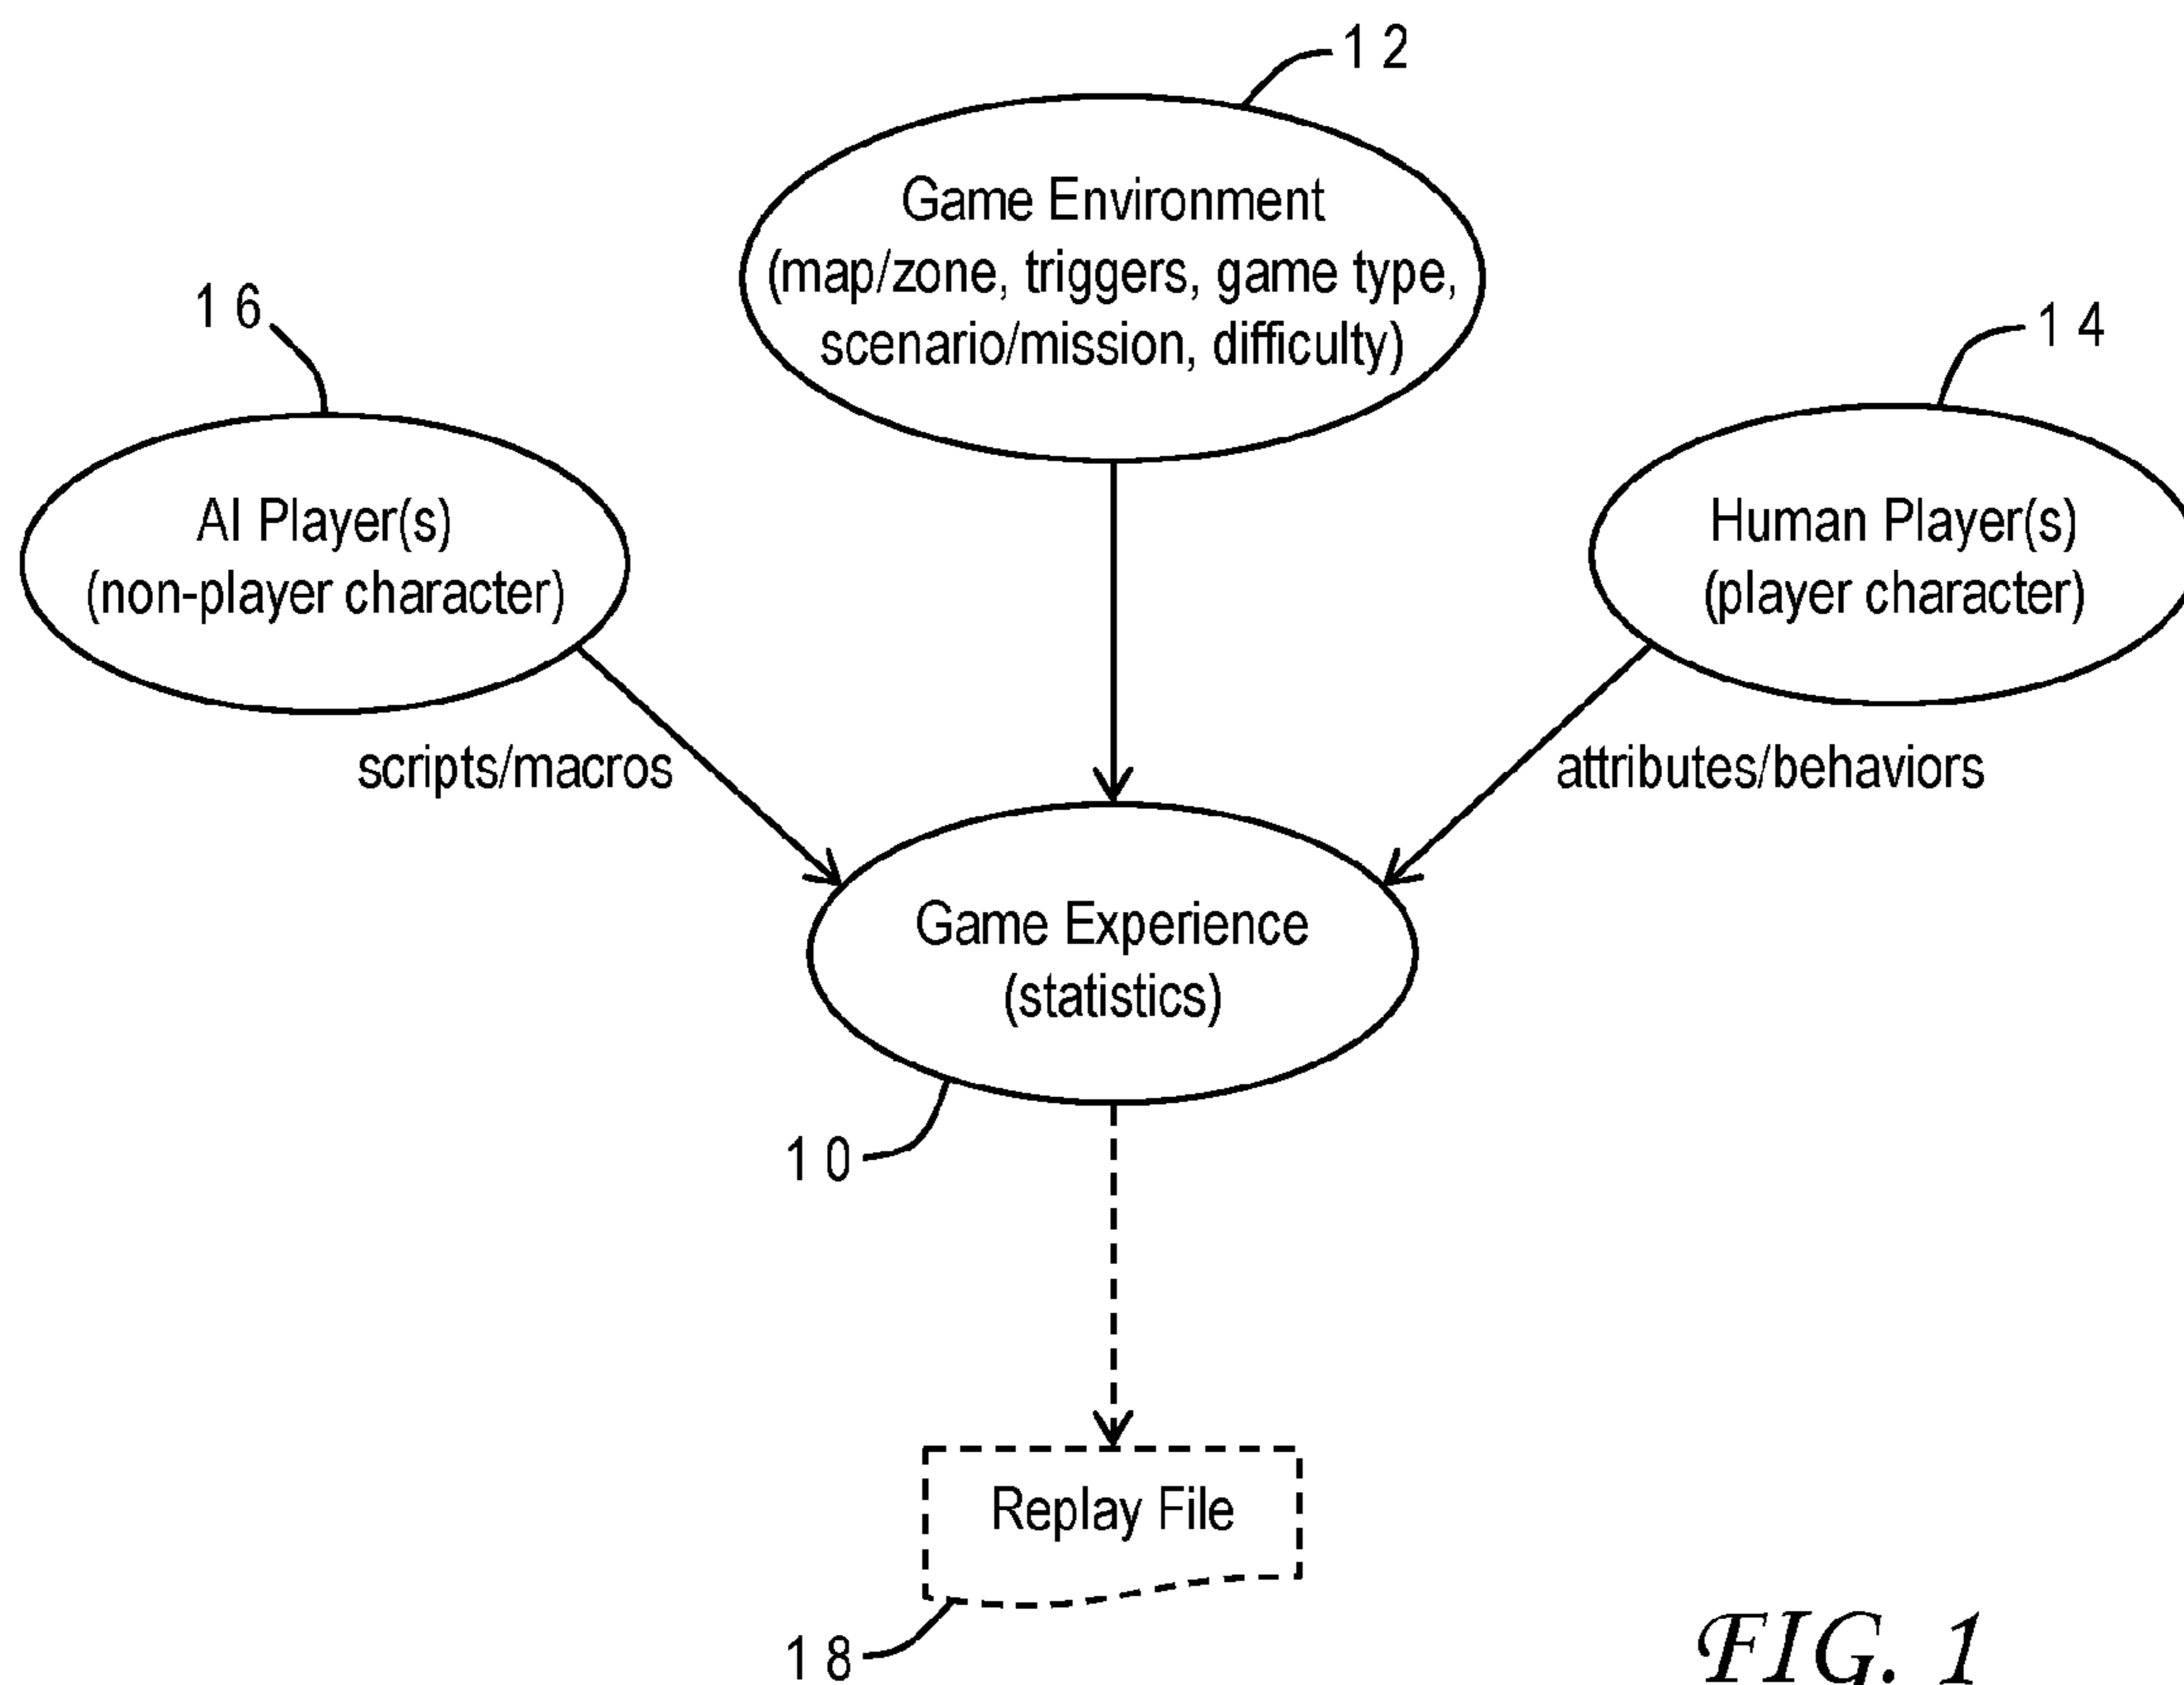 12
Game Environment
(map/zone, triggers, game type,
scenario/mission, difficulty)
16
14
AI Player(s)
(non-player character)
Human Player(s)
(player character)
scripts/macros
attributes/behaviors
Game Experience
(statistics)
10
Replay File
18
FIG. 1